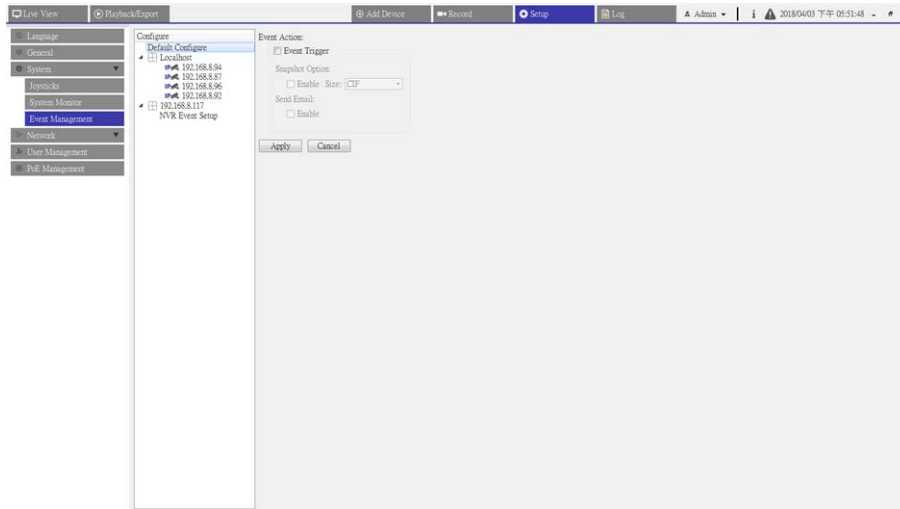 Live View
Playback/Export
Add Device
Record
Setup
Log
Admin
i
2018/04/03 下午 05:51:48
Language
General
System
Joysticks
System Monitor
Event Management
Network
User Management
PoE Management
Configure
Default Configure
Localhost
192.168.8.94
192.168.8.87
192.168.8.96
192.168.8.92
192.168.8.117
NVR Event Setup
Event Action:
Event Trigger
Snapshot Option:
Enable Size: CIF
Send Email:
Enable
Apply Cancel